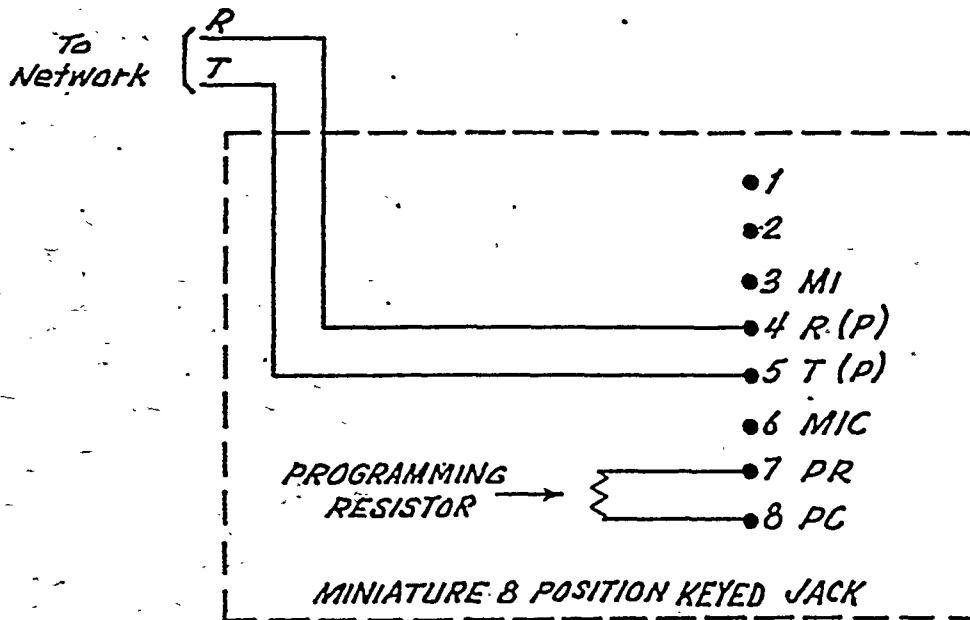 R
To
Network
T
1
2
3 MI
4 R (P)
5 T (P)
6 MIC
7 PR
PROGRAMMING
RESISTOR
8 PC
MINIATURE 8 POSITION KEYED JACK